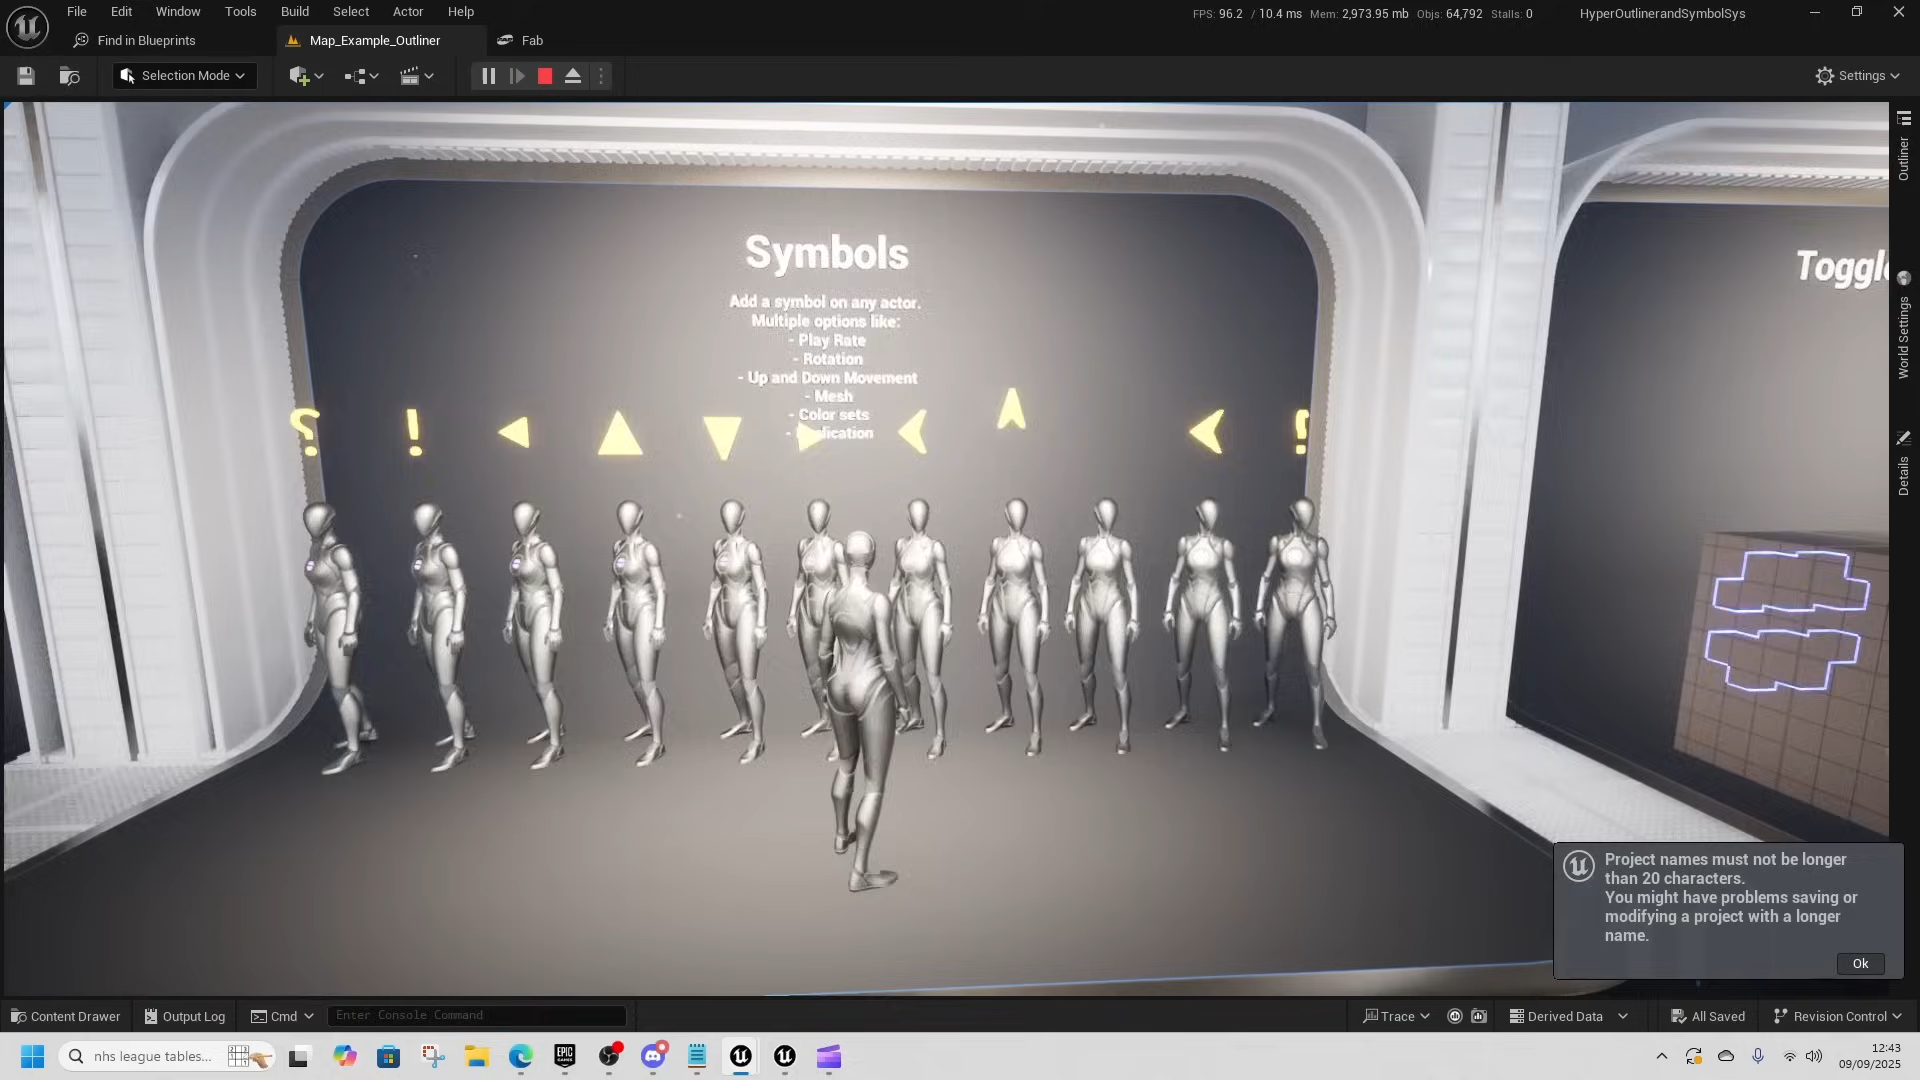 File Edit Window Tools Build Select Actor Help
FPS: 96.2 / 10.4 ms Mem: 2,973.95 mb Objs: 64,792 Stalls: 0
HyperOutlinerandSymbolSys
Find in Blueprints
Map_Example_Outliner
Fab
Selection Mode
Settings
Outliner
World Settings
Details
Symbols
Add a symbol on any actor.
Multiple options like:
- Play Rate
- Rotation
- Up and Down Movement
- Mesh
- Color sets
-
Toggle
? ! !
Project names must not be longer
than 20 characters.
You might have problems saving or
modifying a project with a longer
name.
Ok
Content Drawer
Output Log
Cmd
Enter Console Command
Trace
Derived Data
All Saved
Revision Control
nhs league tables...
EPIC GAMES
12:43
09/09/2025